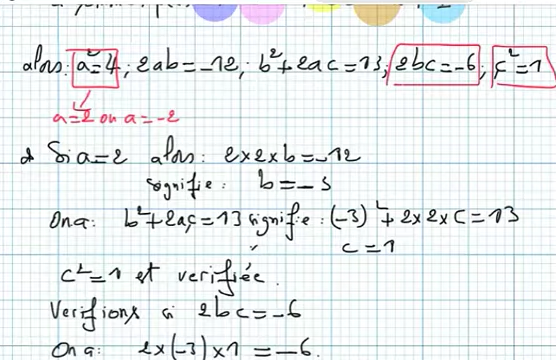 alors: a²=4; 2ab=-12; b²+2ac=13; 2bc=-6; c²=1
a=2 ou a=-2
Si a=2 alors: 2×2×b=-12
signifie: b=-3
On a: b²+2ac=13 signifie: (-3)²+2×2×c=13
c=1
c²=1 est verifiée.
Verifions si 2bc=-6
On a: 2×(-3)×1=-6.